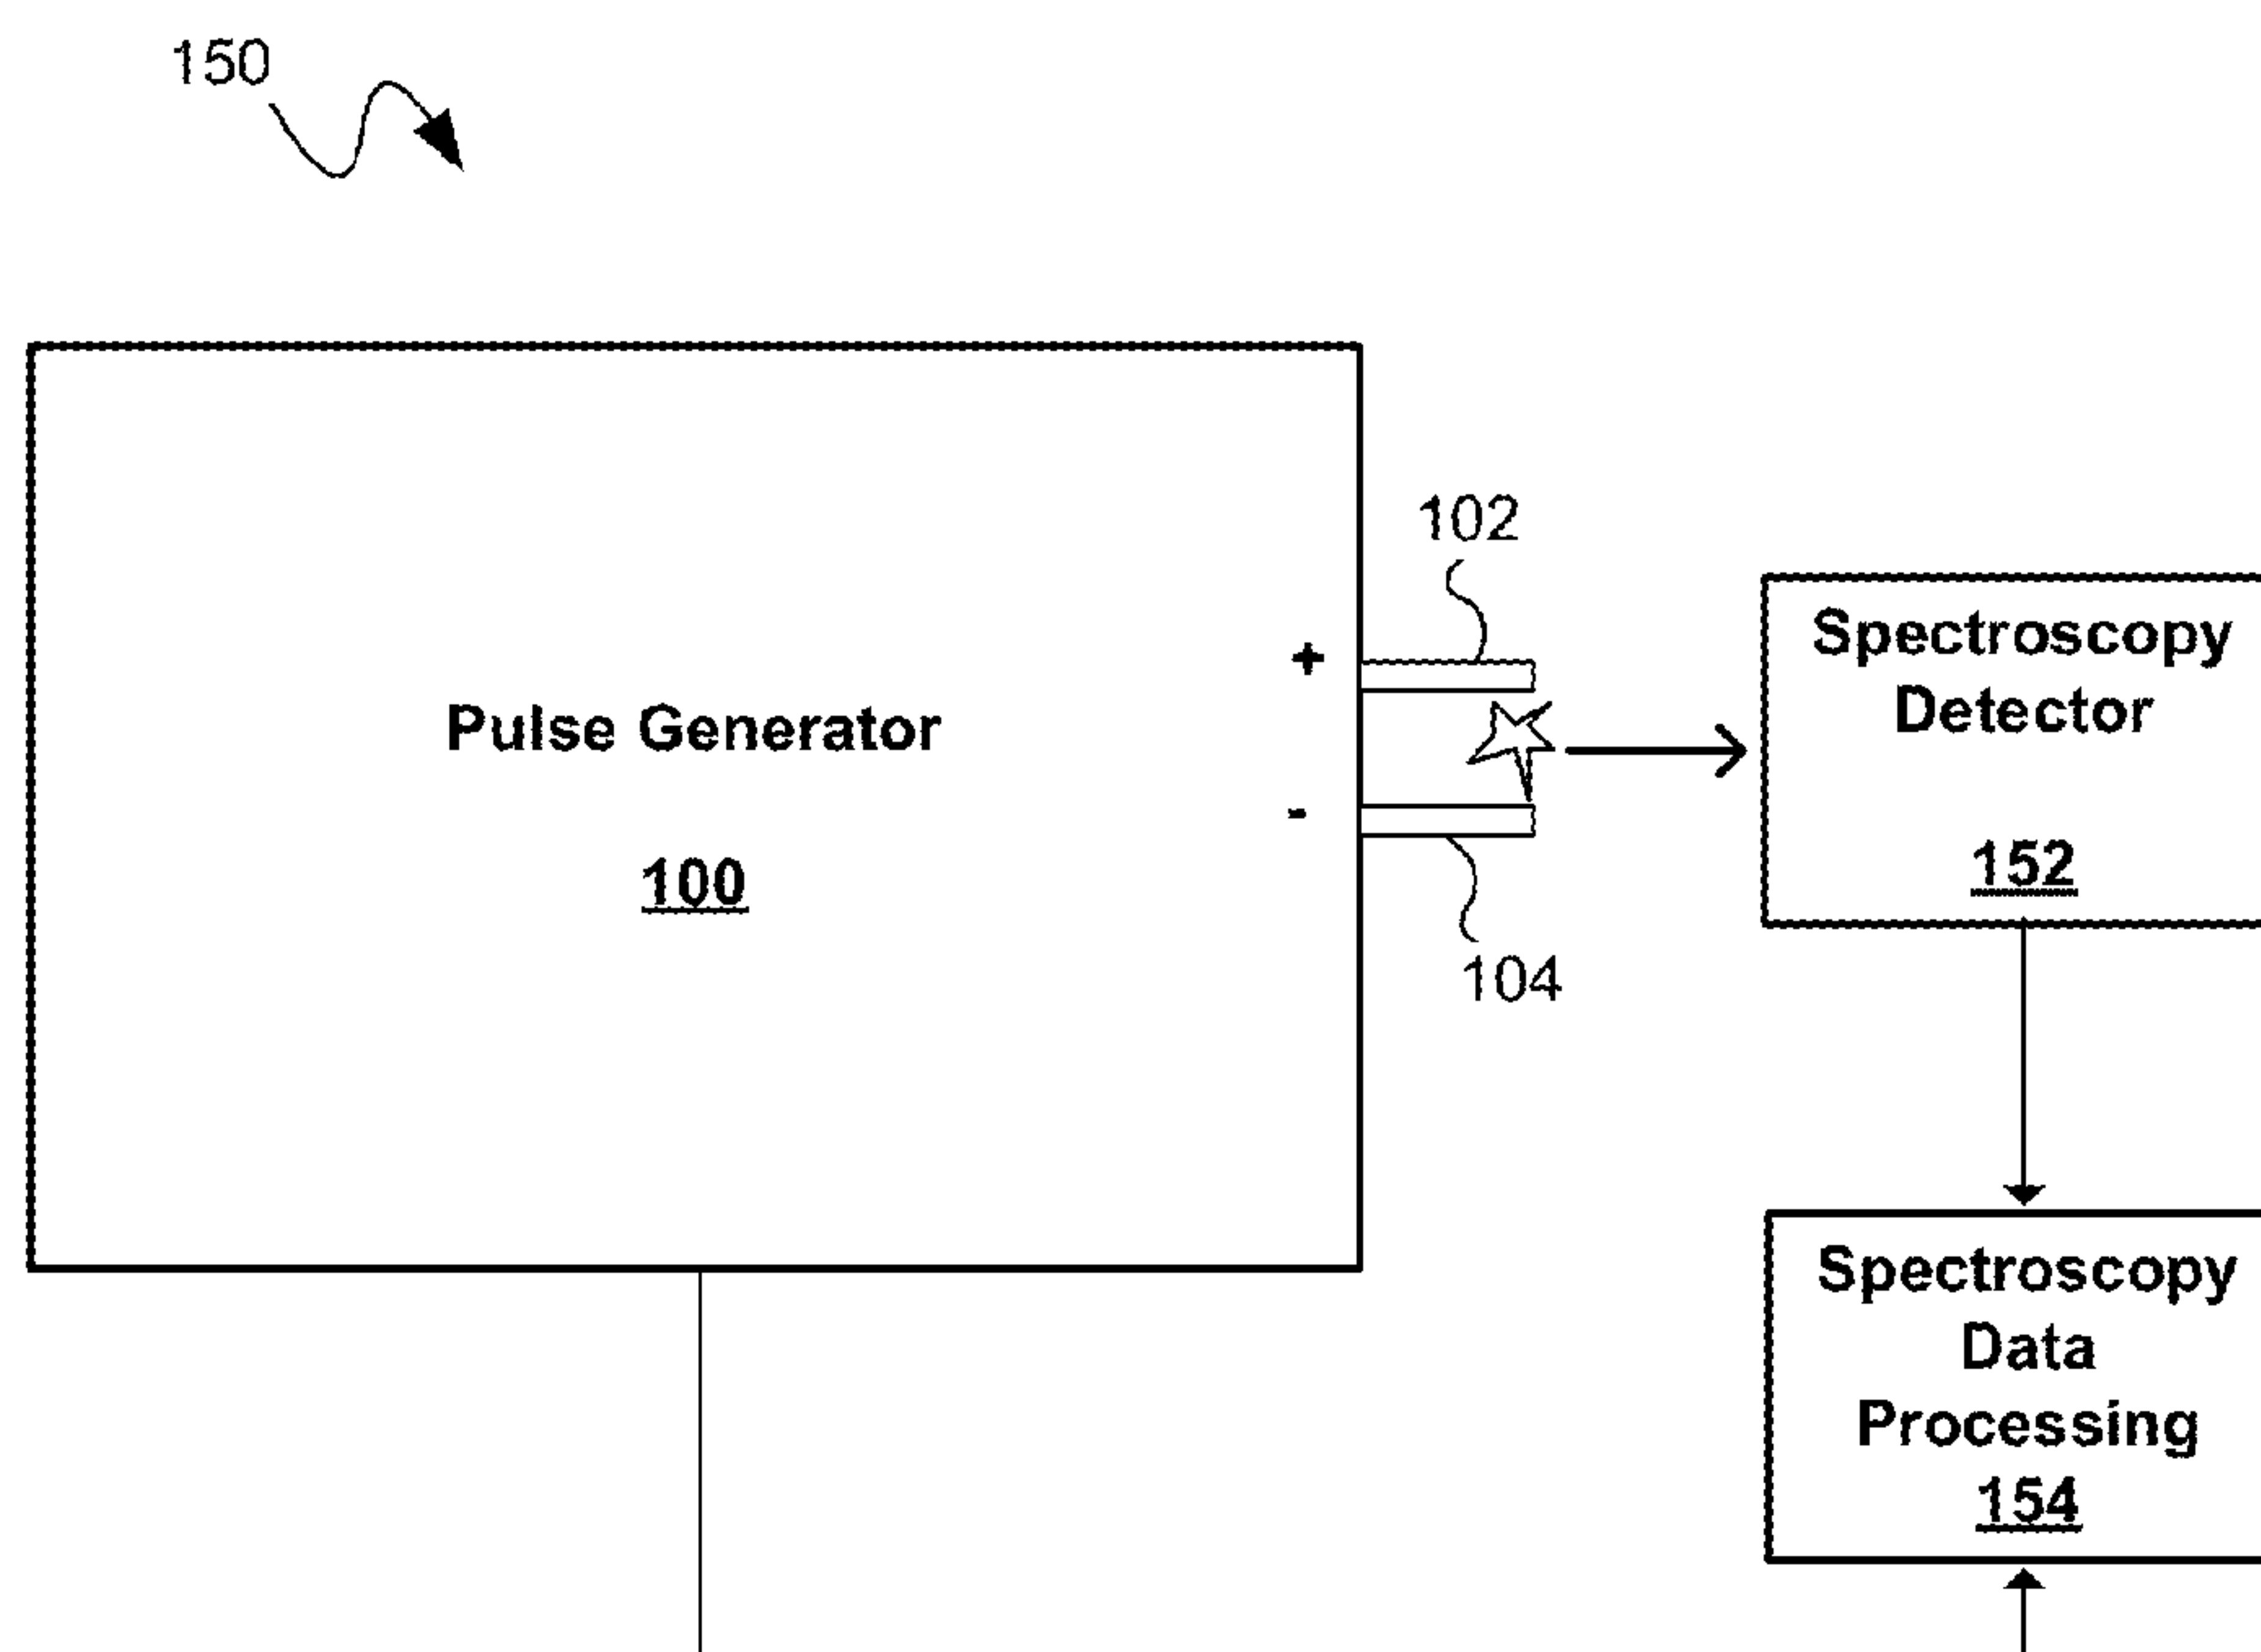 150
102
Spectroscopy
Detector
152
+
Pulse Generator
-
100
104
Spectroscopy
Data
Processing
154